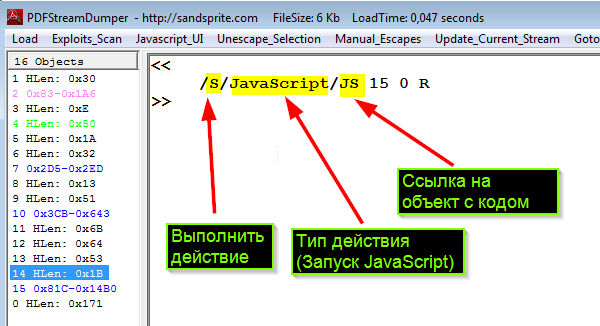 PDFStreamDumper - http://sandsprite.com FileSize: 6 Kb LoadTime: 0,047 seconds
Load Exploits_Scan Javascript_UI Unescape_Selection Manual_Escapes Update_Current_Stream Goto
16 Objects
1 HLen: 0x30
2 0x83-0x1A6
3 HLen: 0xE
4 HLen: 0x50
5 HLen: 0x1A
6 HLen: 0x32
7 0x2D5-0x2ED
8 HLen: 0x13
9 HLen: 0x51
10 0x3CB-0x643
11 HLen: 0x6B
12 HLen: 0x64
13 HLen: 0x53
14 HLen: 0x1B
15 0x81C-0x14B0
0 HLen: 0x171
<<
/S/JavaScript/JS 15 0 R
>>
Ссылка на
объект с кодом
Выполнить
действие
Тип действия
(Запуск JavaScript)